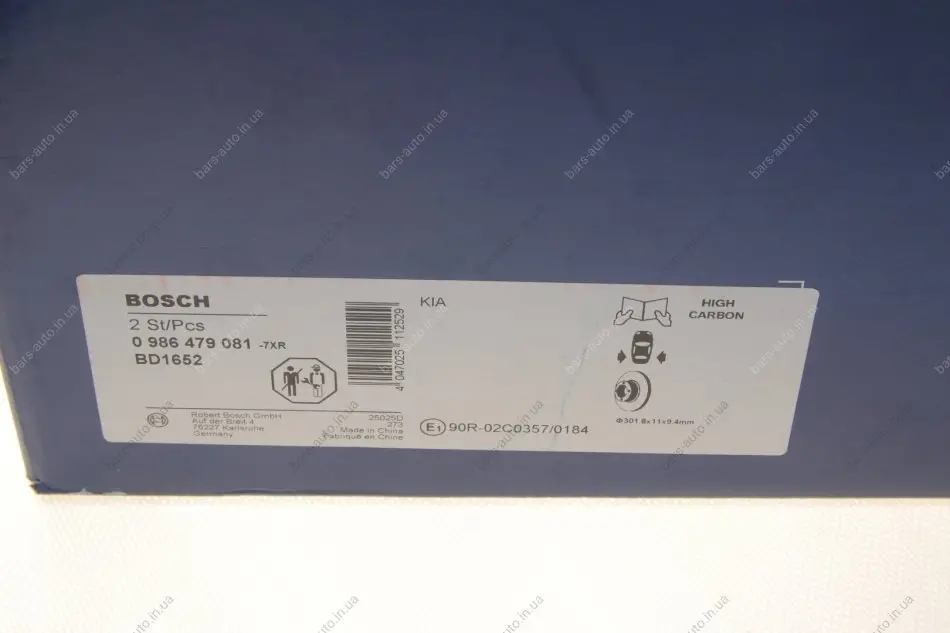 BOSCH
2 St/Pcs
0 986 479 081 -7XR
BD1652
Robert Bosch GmbH
Auf der Breit 4
76227 Karlsruhe
Germany
25025D
273
Made in China
Fabriqué en Chine
4 047025 112529
KIA
E1 90R-02C0357/0184
HIGH
CARBON
Φ301.8x11x9.4mm
bars-auto.in.ua